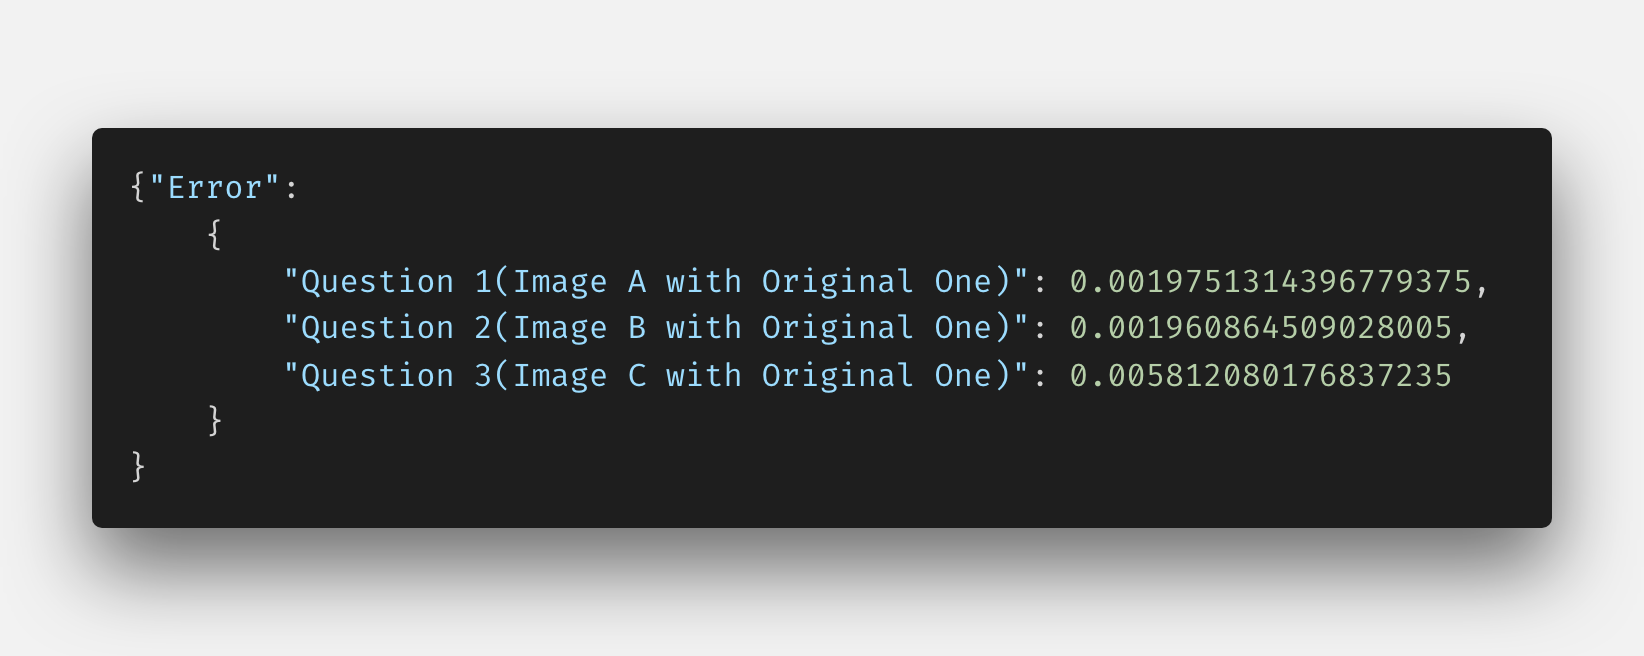 {"Error":
    {
        "Question 1(Image A with Original One)": 0.0019751314396779375,
        "Question 2(Image B with Original One)": 0.001960864509028005,
        "Question 3(Image C with Original One)": 0.005812080176837235
    }
}